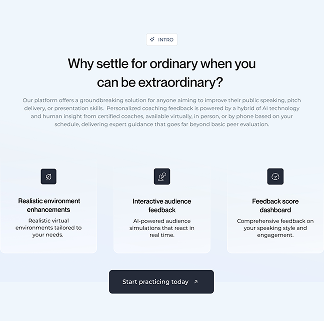 INTRO
Why settle for ordinary when you
can be extraordinary?
Our platform offers a groundbreaking solution for anyone aiming to improve their public speaking, pitch
delivery, or presentation skills. Personalized coaching feedback is powered by a hybrid of AI technology
and human insight from certified coaches, available virtually, in person, or by phone based on your
schedule, delivering expert guidance that goes far beyond basic peer evaluation.
Realistic environment
enhancements
Realistic virtual
environments tailored to
your needs.
Interactive audience
feedback
AI-powered audience
simulations that react in
real time.
Feedback score
dashboard
Comprehensive feedback on
your speaking style and
engagement.
Start practicing today